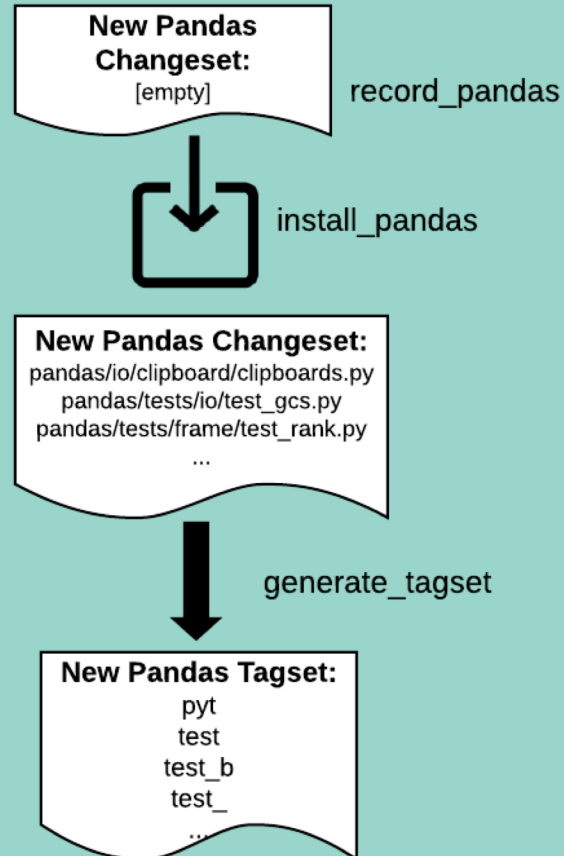 New Pandas
Changeset:
[empty]
record_pandas
install_pandas
New Pandas Changeset:
pandas/io/clipboard/clipboards.py
pandas/tests/io/test_gcs.py
pandas/tests/frame/test_rank.py
...
generate_tagset
New Pandas Tagset:
pyt
test
test_b
test_
...